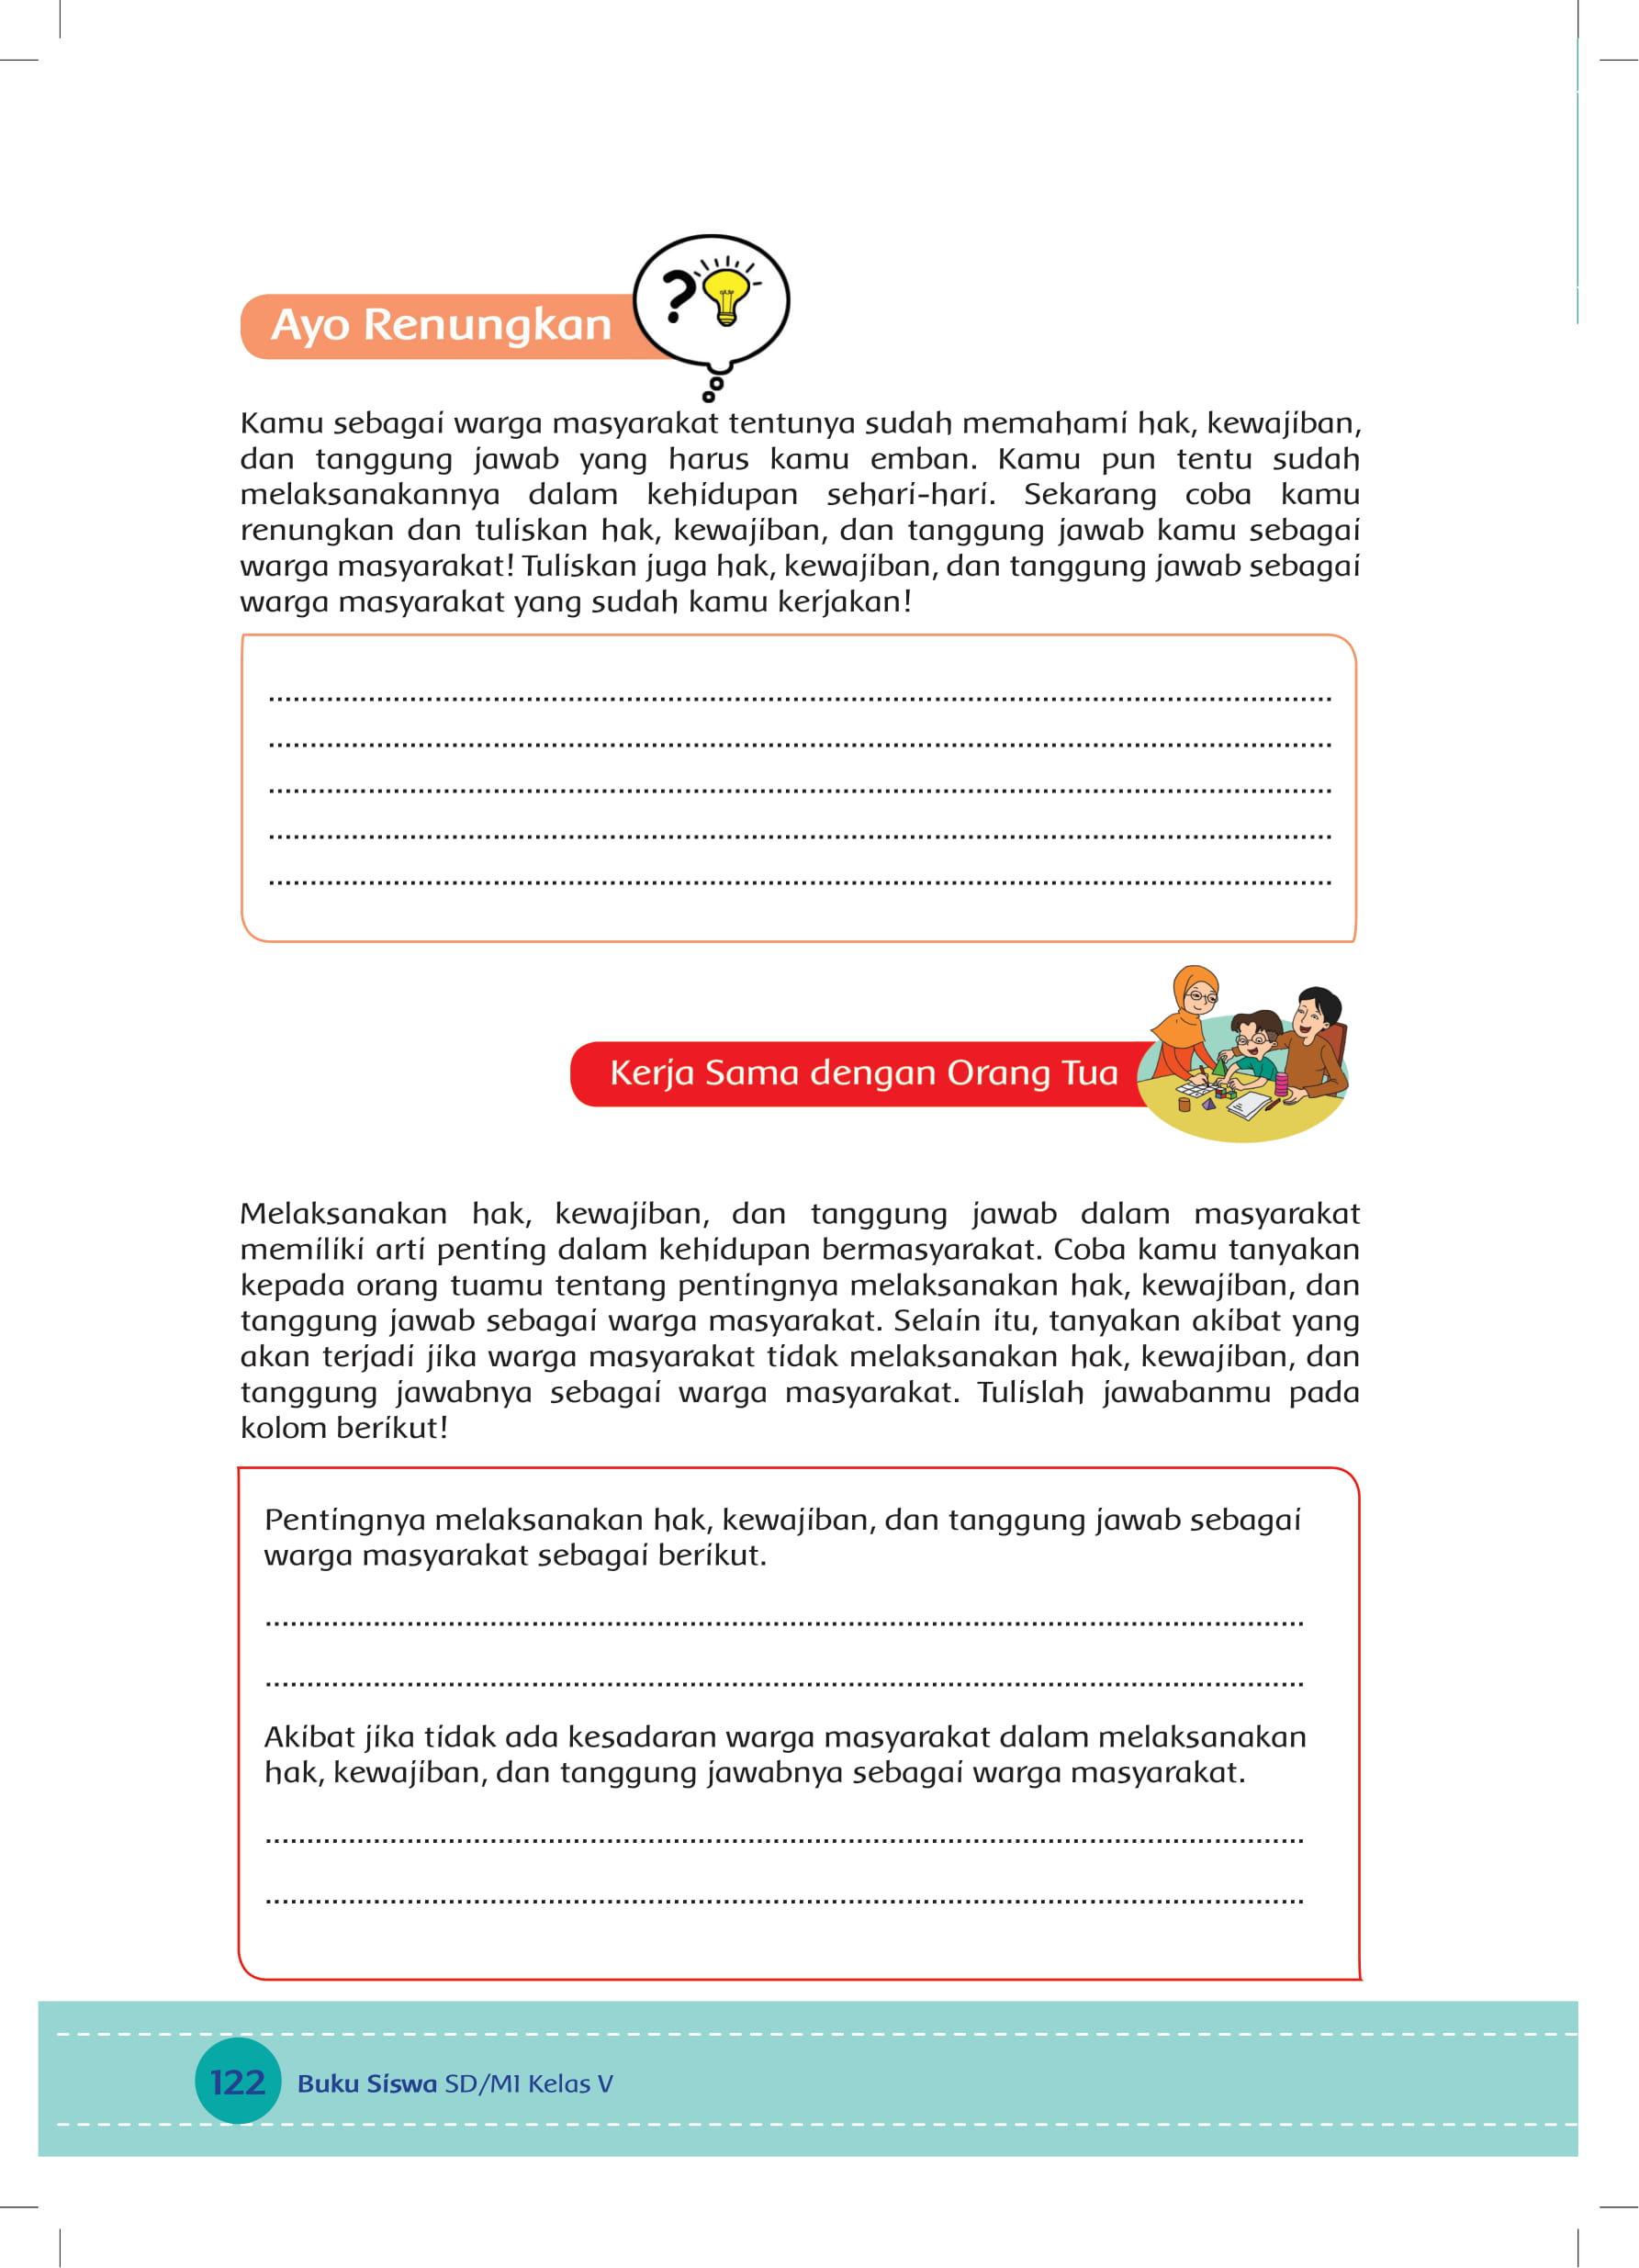 Ayo Renungkan
?
Kamu sebagai warga masyarakat tentunya sudah memahami hak, kewajiban,
dan tanggung jawab yang harus kamu emban. Kamu pun tentu sudah
melaksanakannya dalam kehidupan sehari-hari. Sekarang coba kamu
renungkan dan tuliskan hak, kewajiban, dan tanggung jawab kamu sebagai
warga masyarakat! Tuliskan juga hak, kewajiban, dan tanggung jawab sebagai
warga masyarakat yang sudah kamu kerjakan!
Kerja Sama dengan Orang Tua
Melaksanakan hak, kewajiban, dan tanggung jawab dalam masyarakat
memiliki arti penting dalam kehidupan bermasyarakat. Coba kamu tanyakan
kepada orang tuamu tentang pentingnya melaksanakan hak, kewajiban, dan
tanggung jawab sebagai warga masyarakat. Selain itu, tanyakan akibat yang
akan terjadi jika warga masyarakat tidak melaksanakan hak, kewajiban, dan
tanggung jawabnya sebagai warga masyarakat. Tulislah jawabanmu pada
kolom berikut!
Pentingnya melaksanakan hak, kewajiban, dan tanggung jawab sebagai
warga masyarakat sebagai berikut.
Akibat jika tidak ada kesadaran warga masyarakat dalam melaksanakan
hak, kewajiban, dan tanggung jawabnya sebagai warga masyarakat.
122 Buku Siswa SD/MI Kelas V